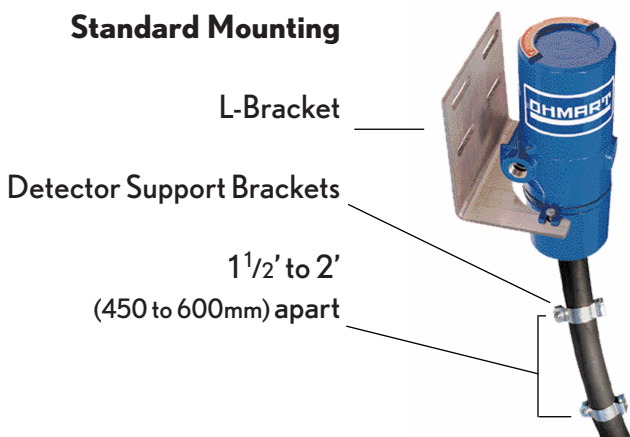 Standard Mounting
L-Bracket
OHMART
Detector Support Brackets
1 1/2' to 2'
(450 to 600mm) apart